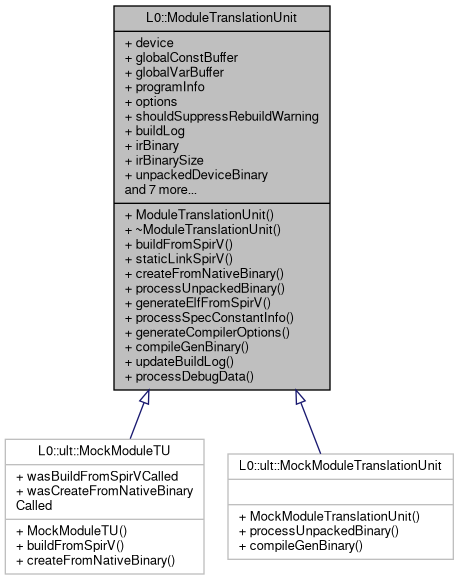 L0::ModuleTranslationUnit
+ device
+ globalConstBuffer
+ globalVarBuffer
+ programInfo
+ options
+ shouldSuppressRebuildWarning
+ buildLog
+ irBinary
+ irBinarySize
+ unpackedDeviceBinary
and 7 more...
+ ModuleTranslationUnit()
+ ~ModuleTranslationUnit()
+ buildFromSpirV()
+ staticLinkSpirV()
+ createFromNativeBinary()
+ processUnpackedBinary()
+ generateElfFromSpirV()
+ processSpecConstantInfo()
+ generateCompilerOptions()
+ compileGenBinary()
+ updateBuildLog()
+ processDebugData()
L0::ult::MockModuleTU
+ wasBuildFromSpirVCalled
+ wasCreateFromNativeBinary
Called
+ MockModuleTU()
+ buildFromSpirV()
+ createFromNativeBinary()
L0::ult::MockModuleTranslationUnit
+ MockModuleTranslationUnit()
+ processUnpackedBinary()
+ compileGenBinary()